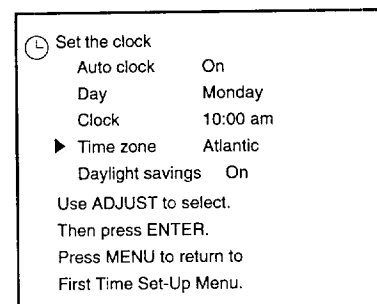 Set the clock
Auto clock On
Day Monday
Clock 10:00 am
Time zone Atlantic
Daylight savings On
Use ADJUST to select.
Then press ENTER.
Press MENU to return to
First Time Set-Up Menu.